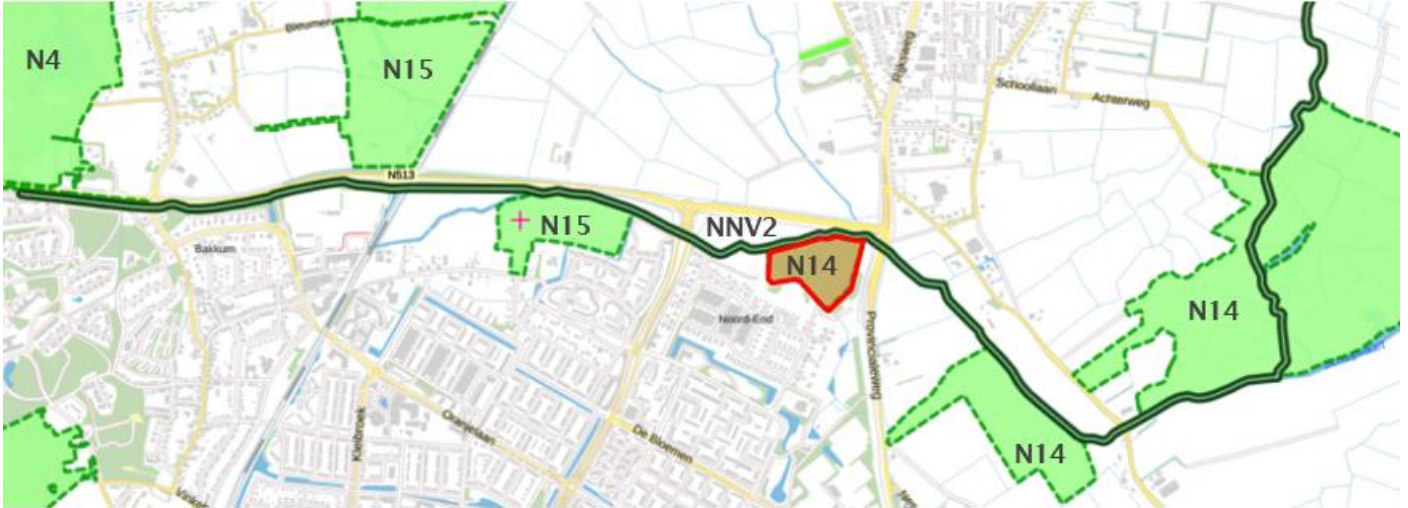 N4
Bleumen
N15
Rijksweg
Schoollaan
Achterweg
N513
N15
NNV2
Bakkum
N14
N14
Noord-End
Provincialeweg
Kleibroek
Oranjelaan
De Bloemen
N14